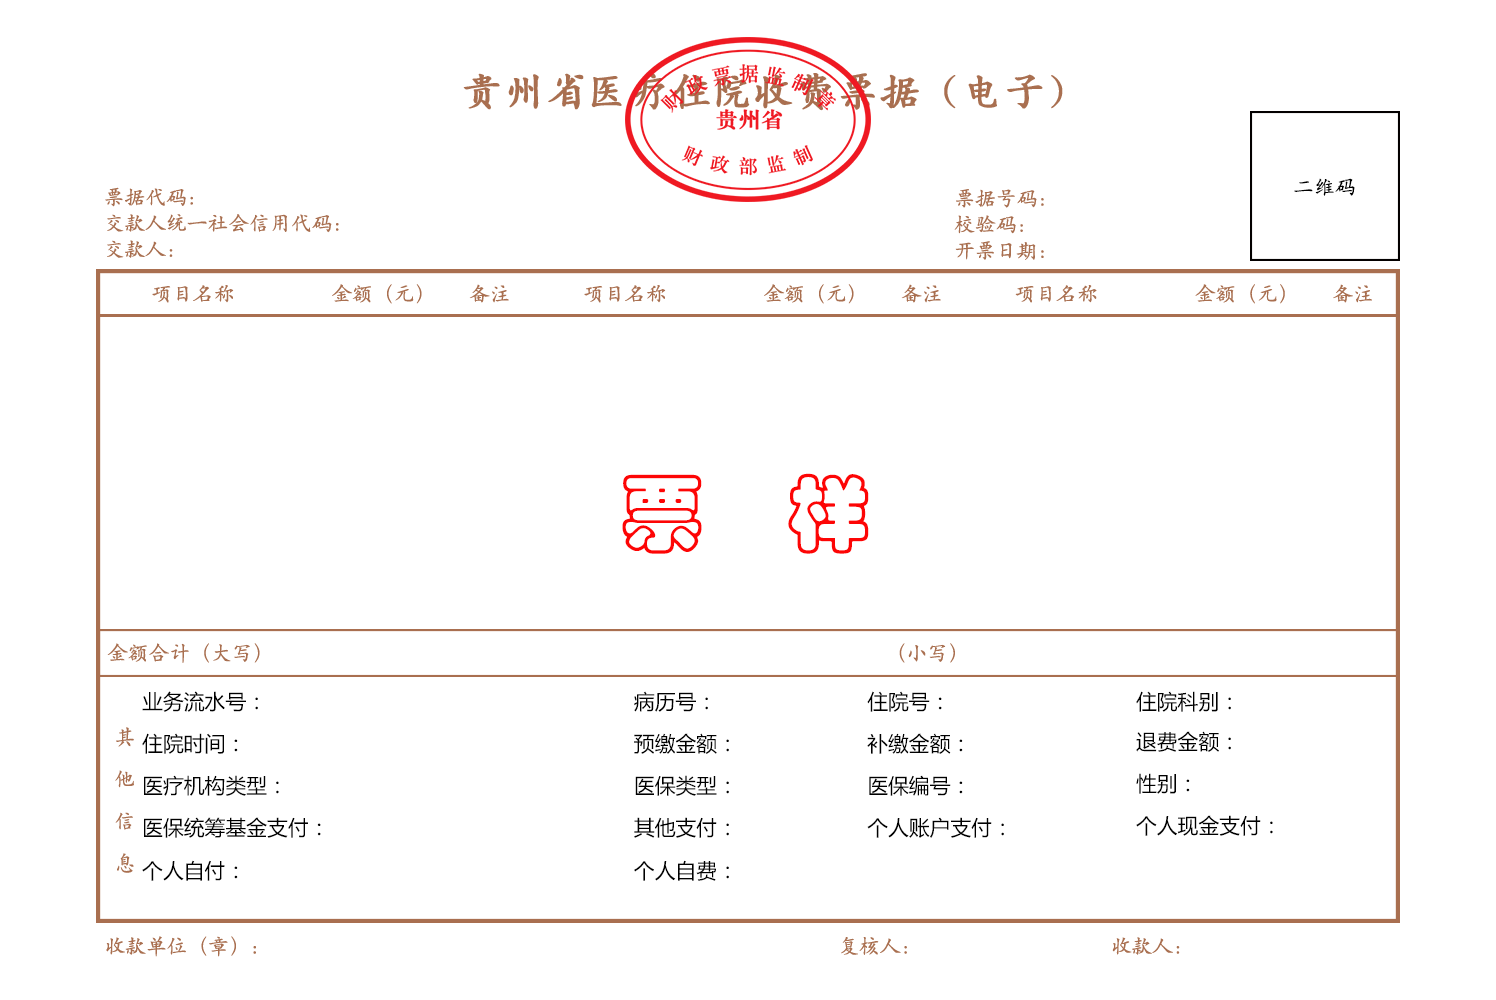 贵州省医疗住院收费票据（电子）
财政票据监制章
贵州省
财政部监制
二维码
票据代码：
票据号码：
交款人统一社会信用代码：
校验码：
交款人：
开票日期：
项目名称 金额（元） 备注 项目名称 金额（元） 备注 项目名称 金额（元） 备注
票 样
金额合计（大写） （小写）
其他信息
业务流水号： 病历号： 住院号： 住院科别：
住院时间： 预缴金额： 补缴金额： 退费金额：
医疗机构类型： 医保类型： 医保编号： 性别：
医保统筹基金支付： 其他支付： 个人账户支付： 个人现金支付：
个人自付： 个人自费：
收款单位（章）： 复核人： 收款人：